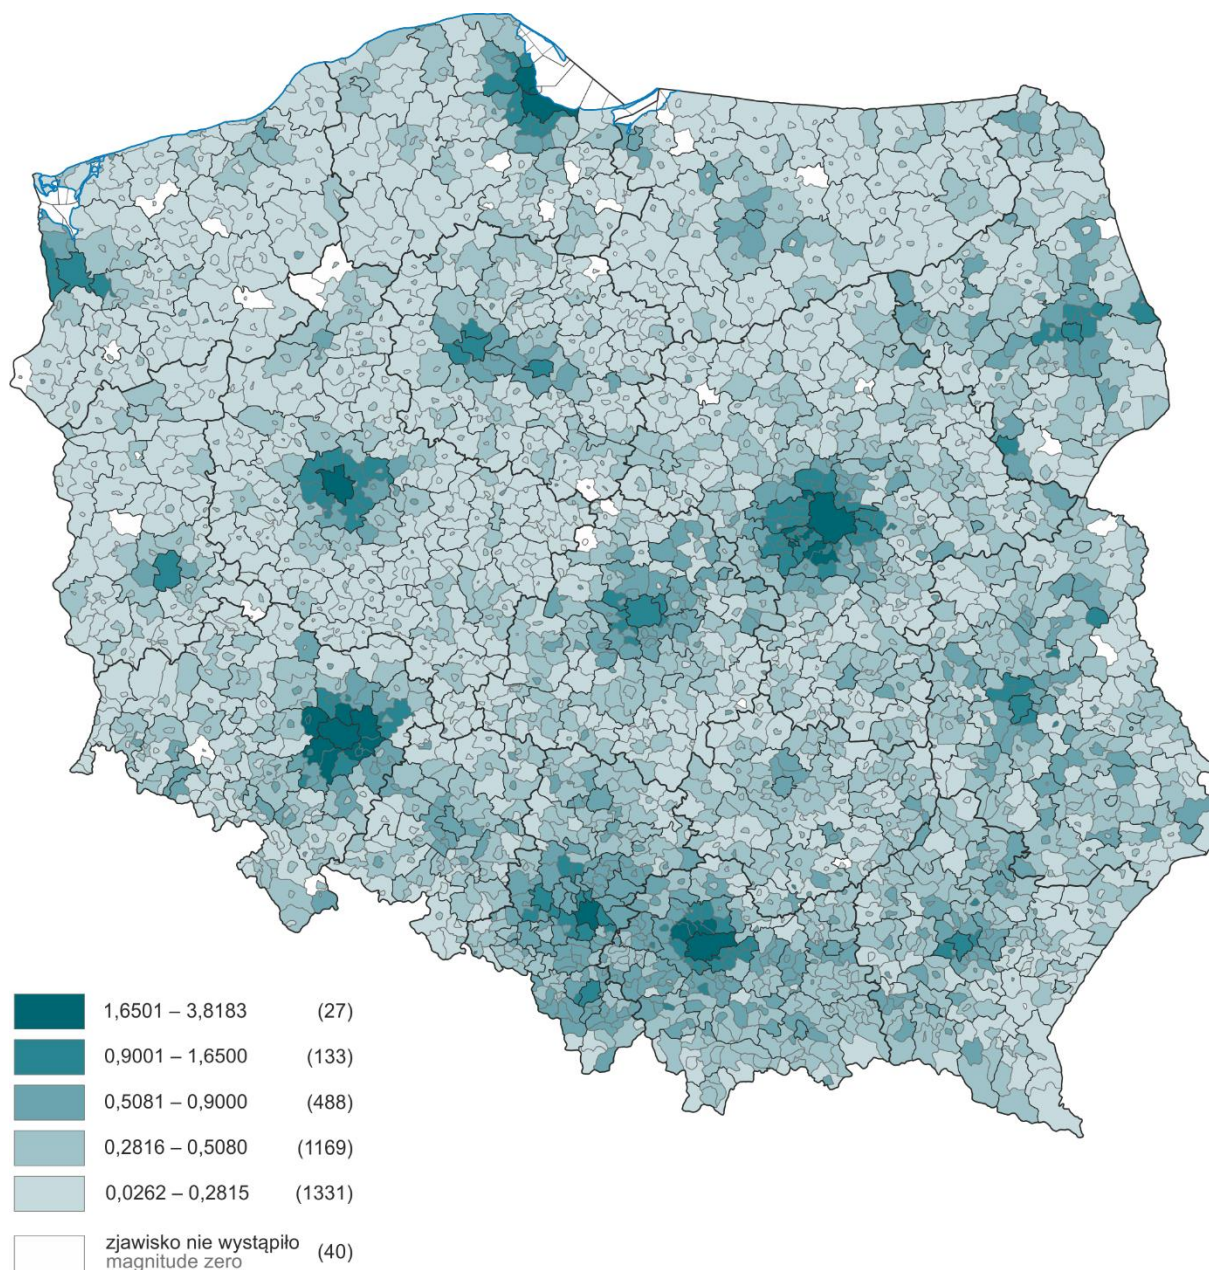 1,6501 – 3,8183 (27)
0,9001 – 1,6500 (133)
0,5081 – 0,9000 (488)
0,2816 – 0,5080 (1169)
0,0262 – 0,2815 (1331)
zjawisko nie wystąpiło (40)
magnitude zero